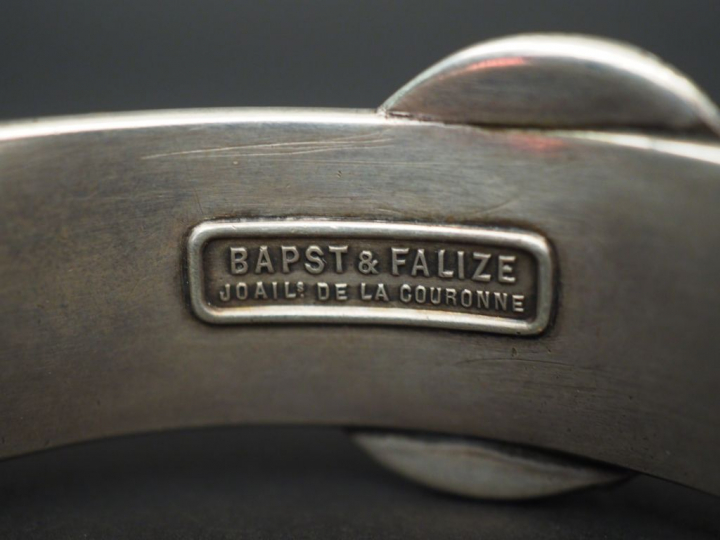 BAPST & FALIZE
JOAILS DE LA COURONNE